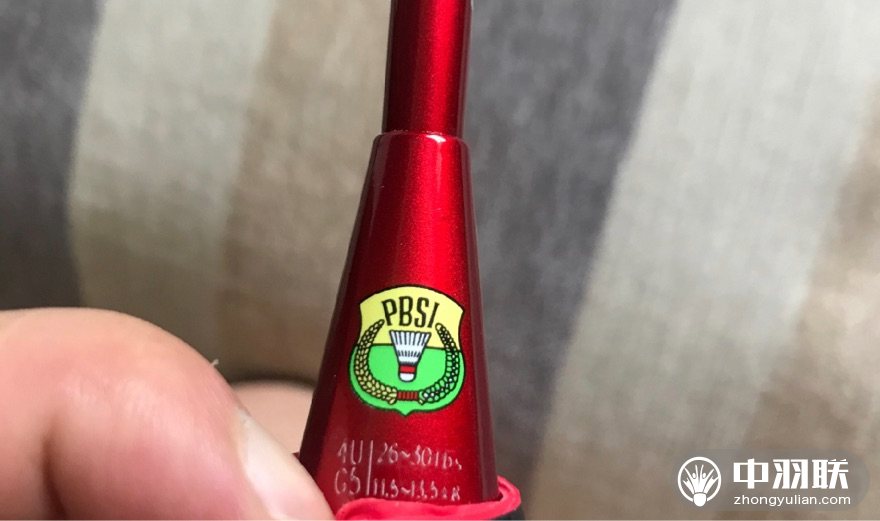 PBSI
4U 26~30lbs
G5 11.5~13.5kg
中羽联
zhongyulian.com